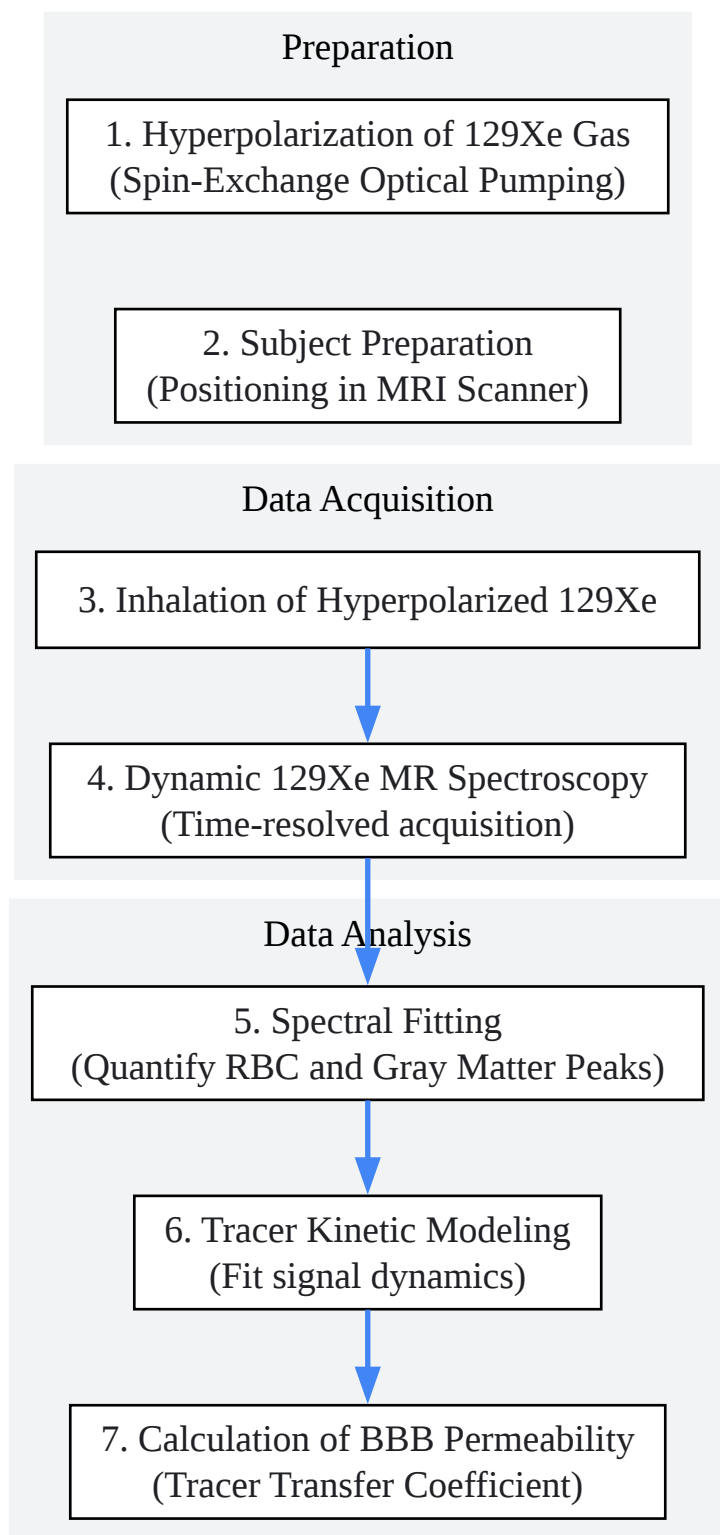 Preparation
1. Hyperpolarization of 129Xe Gas
(Spin-Exchange Optical Pumping)
2. Subject Preparation
(Positioning in MRI Scanner)
Data Acquisition
3. Inhalation of Hyperpolarized 129Xe
4. Dynamic 129Xe MR Spectroscopy
(Time-resolved acquisition)
Data Analysis
5. Spectral Fitting
(Quantify RBC and Gray Matter Peaks)
6. Tracer Kinetic Modeling
(Fit signal dynamics)
7. Calculation of BBB Permeability
(Tracer Transfer Coefficient)